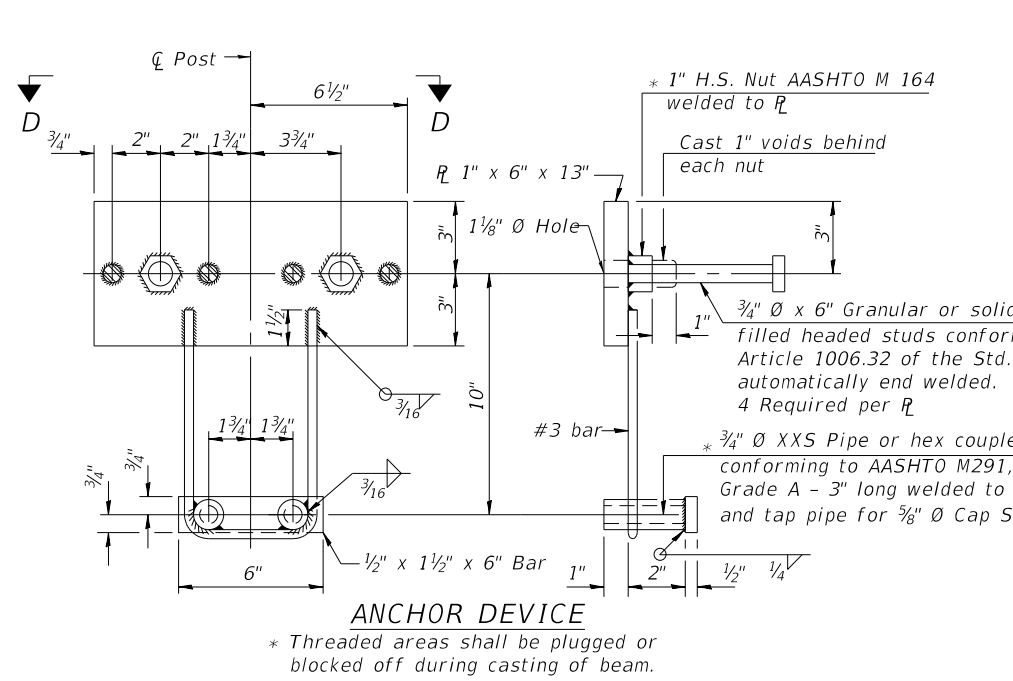 ℄ Post
D
D
6½"
¾"
2"
2"
1¾"
3¾"
3"
3"
1½"
3/16
10"
1¾"
1¾"
¾"
¾"
3/16
6"
½" x 1½" x 6" Bar
* 1" H.S. Nut AASHTO M 164
welded to ⅊
Cast 1" voids behind
each nut
⅊ 1" x 6" x 13"
1⅛" Ø Hole
3"
1"
¾" Ø x 6" Granular or solid
filled headed studs
Article 1006.32 of the Std.
automatically end welded.
4 Required per ⅊
#3 bar
* ¾" Ø XXS Pipe or hex
conforming to AASHTO M291,
Grade A - 3" long welded to
and tap pipe for ⅝" Ø Cap
1"
2"
½"
¼
ANCHOR DEVICE
* Threaded areas shall be plugged or
blocked off during casting of beam.